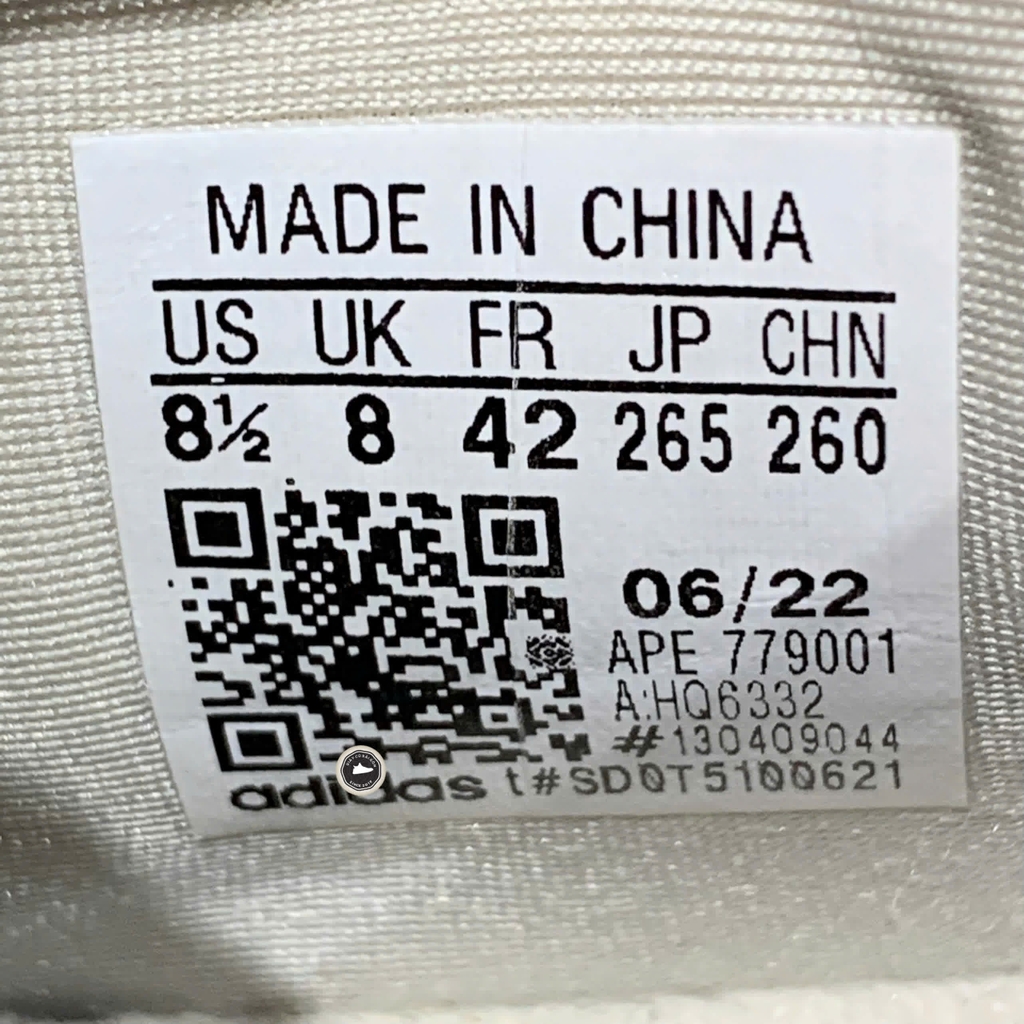 MADE IN CHINA
US UK FR JP CHN
8½ 8 42 265 260
06/22
APE 779001
A:HQ6332
#130409044
adidas t#SD0T5100621